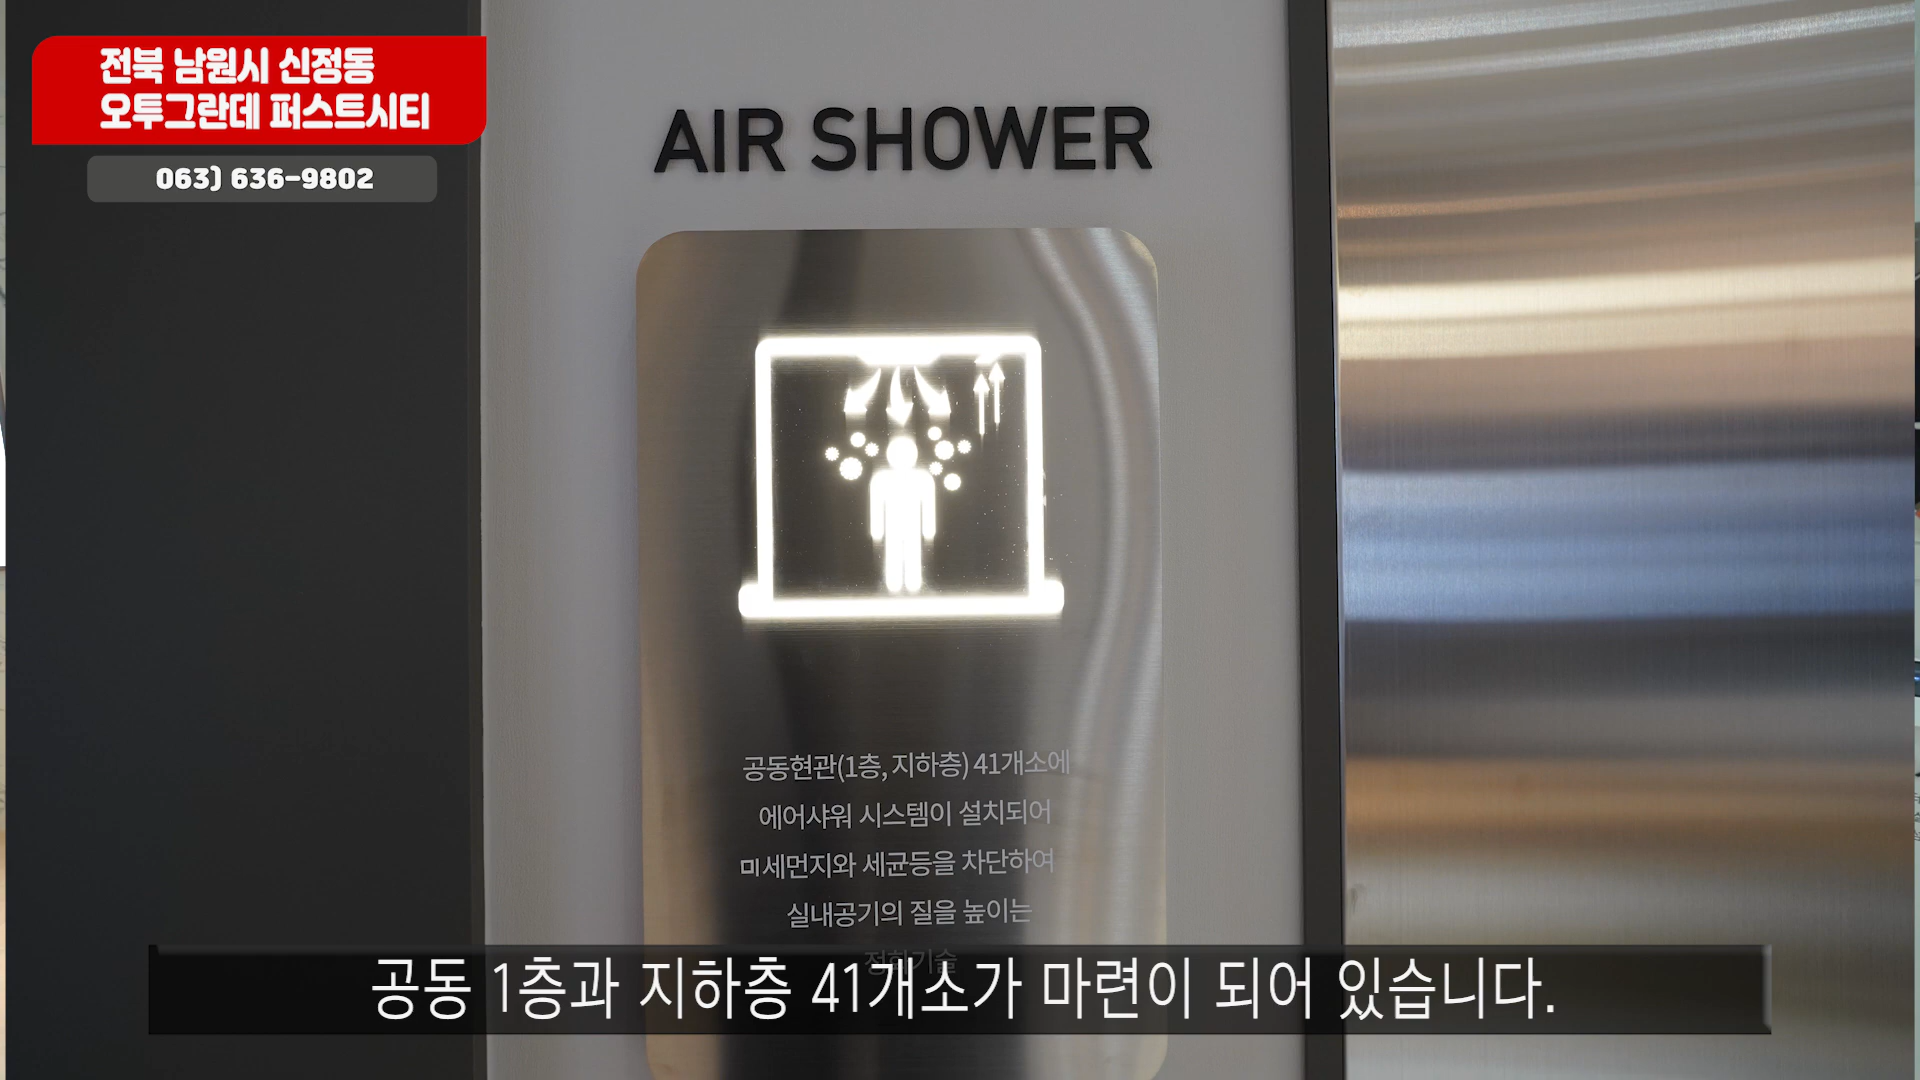 전북 남원시 신정동
오투그란데 퍼스트시티
063) 636-9802
AIR SHOWER
공동현관(1층, 지하층) 41개소에
에어샤워 시스템이 설치되어
미세먼지와 세균등을 차단하여
실내공기의 질을 높이는
정화기술
공동 1층과 지하층 41개소가 마련이 되어 있습니다.